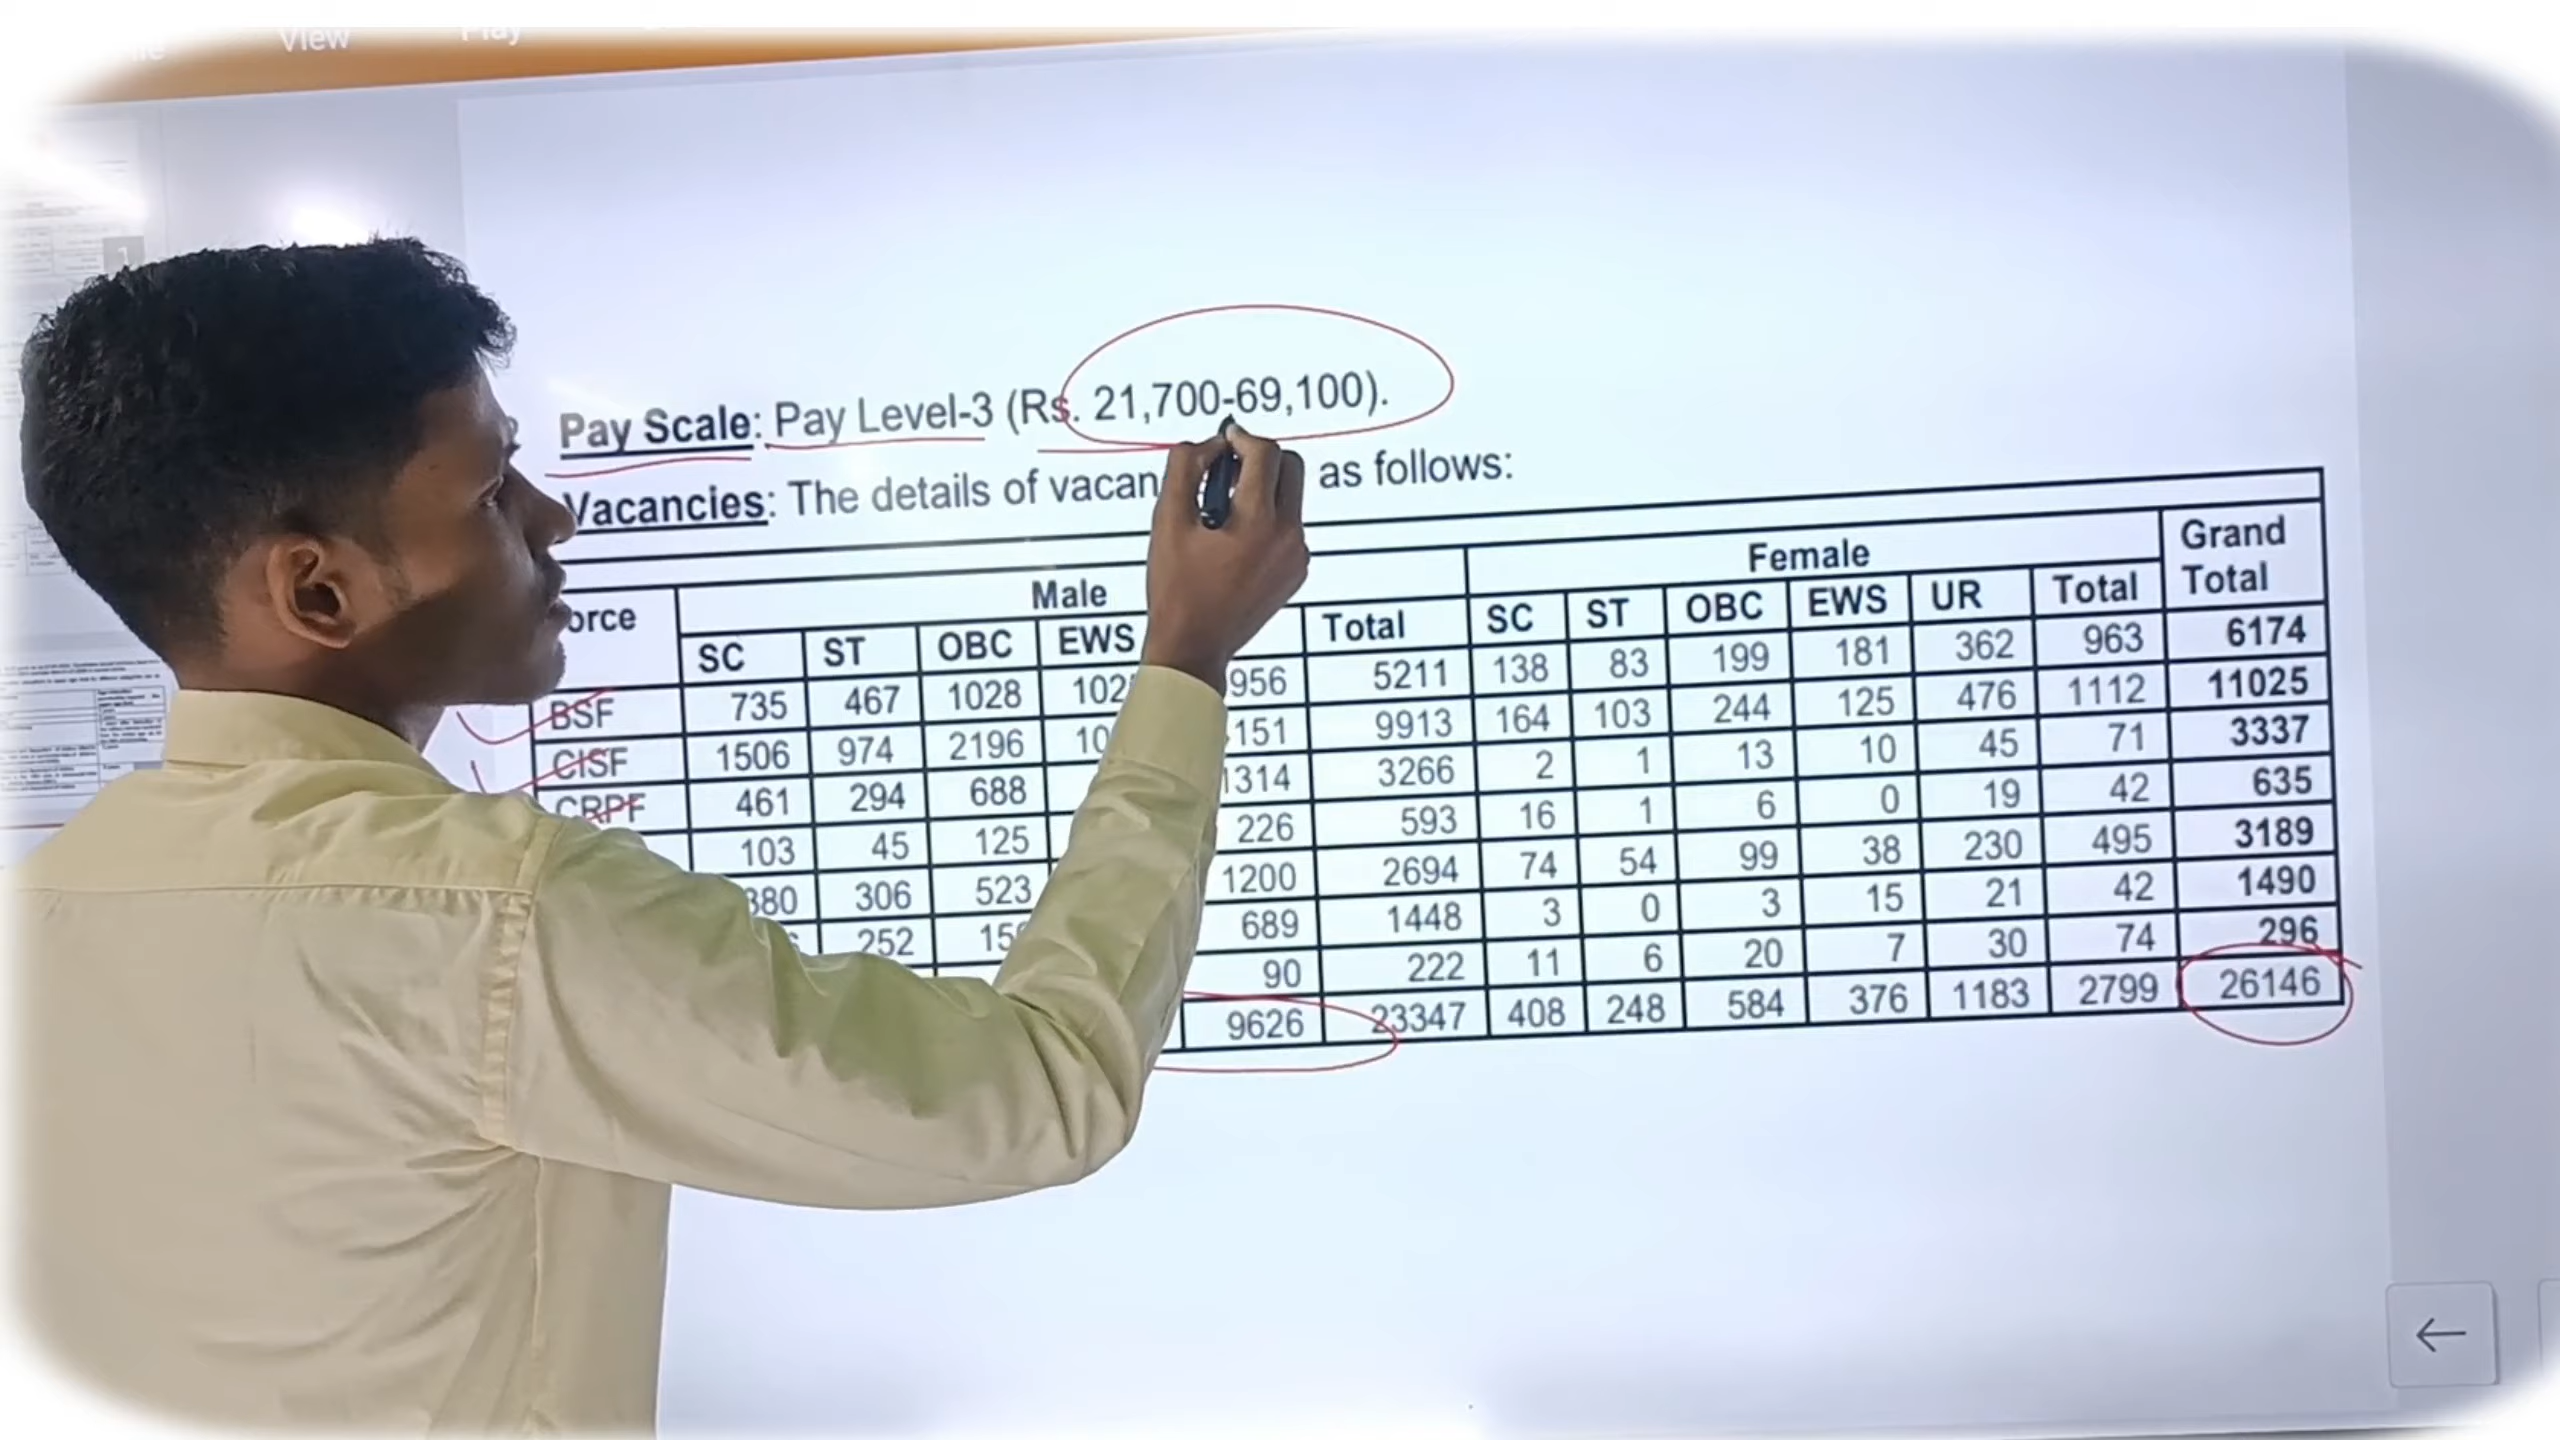 View Play
Pay Scale: Pay Level-3 (Rs. 21,700-69,100).
Vacancies: The details of as follows:
Male Female Grand Total
SC ST OBC EWS Total SC ST OBC EWS UR Total
BSF 735 467 1028 5211 138 83 199 181 362 963 6174
CISF 1506 974 2196 9913 164 103 244 125 476 1112 11025
CRPF 461 294 688 1314 3266 2 1 13 10 45 71 3337
103 45 125 226 593 16 1 6 0 19 42 635
306 523 1200 2694 74 54 99 38 230 495 3189
252 689 1448 3 0 3 15 21 42 1490
90 222 11 6 20 7 30 74 296
9626 23347 408 248 584 376 1183 2799 26146